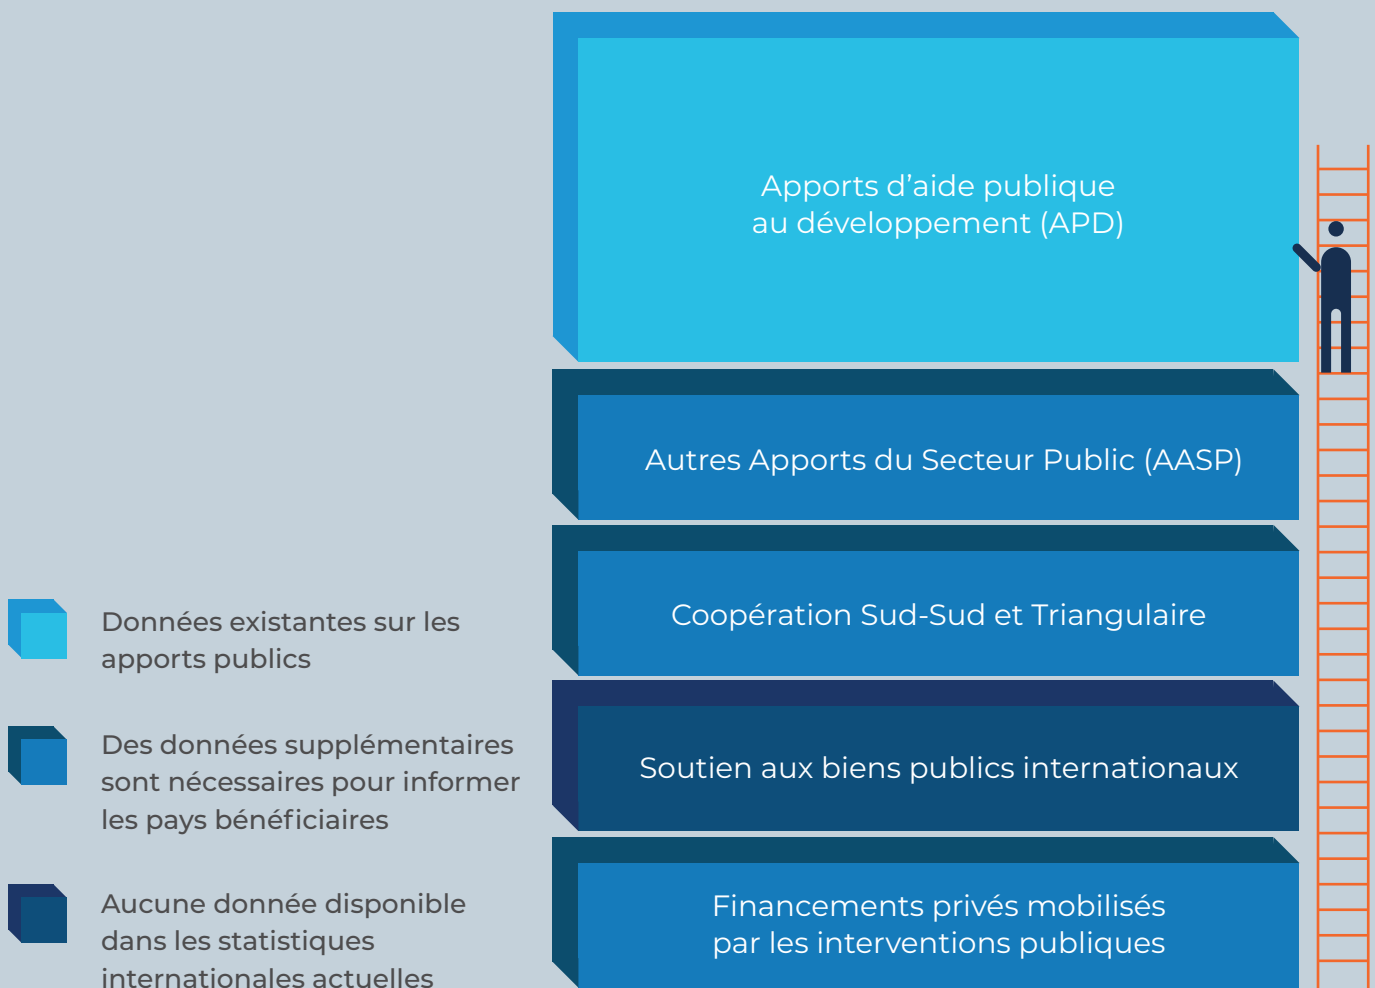 Apports d’aide publique
au développement (APD)
Autres Apports du Secteur Public (AASP)
Coopération Sud-Sud et Triangulaire
Soutien aux biens publics internationaux
Financements privés mobilisés
par les interventions publiques
Données existantes sur les
apports publics
Des données supplémentaires
sont nécessaires pour informer
les pays bénéficiaires
Aucune donnée disponible
dans les statistiques
internationales actuelles